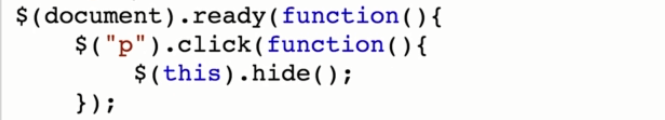 $(document).ready(function(){
    $("p").click(function(){
        $(this).hide();
    });